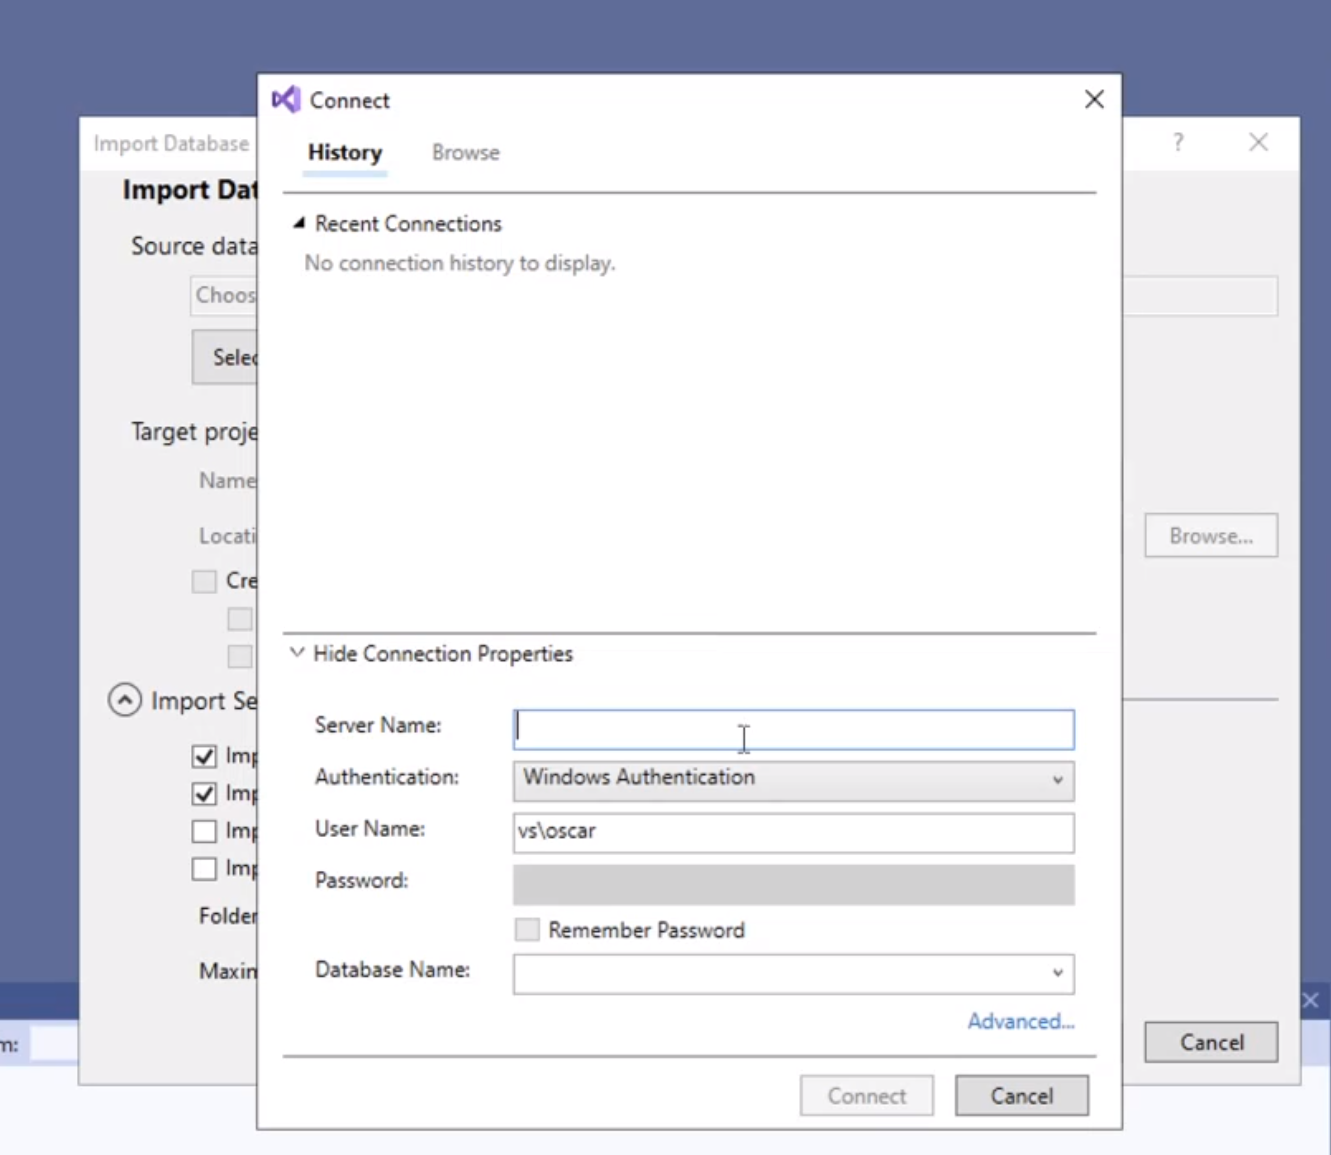 Connect
Import Database
?
History
Browse
Import Dat
Recent Connections
Source data
No connection history to display.
Choos
Selec
Target proje
Name
Locati
Browse...
Cre
Hide Connection Properties
Import Se
Server Name:
Imp
Authentication:
Windows Authentication
Imp
User Name:
vs\oscar
Imp
Imp
Password:
Folder
Remember Password
Maxin
Database Name:
Advanced...
m:
Cancel
Connect
Cancel